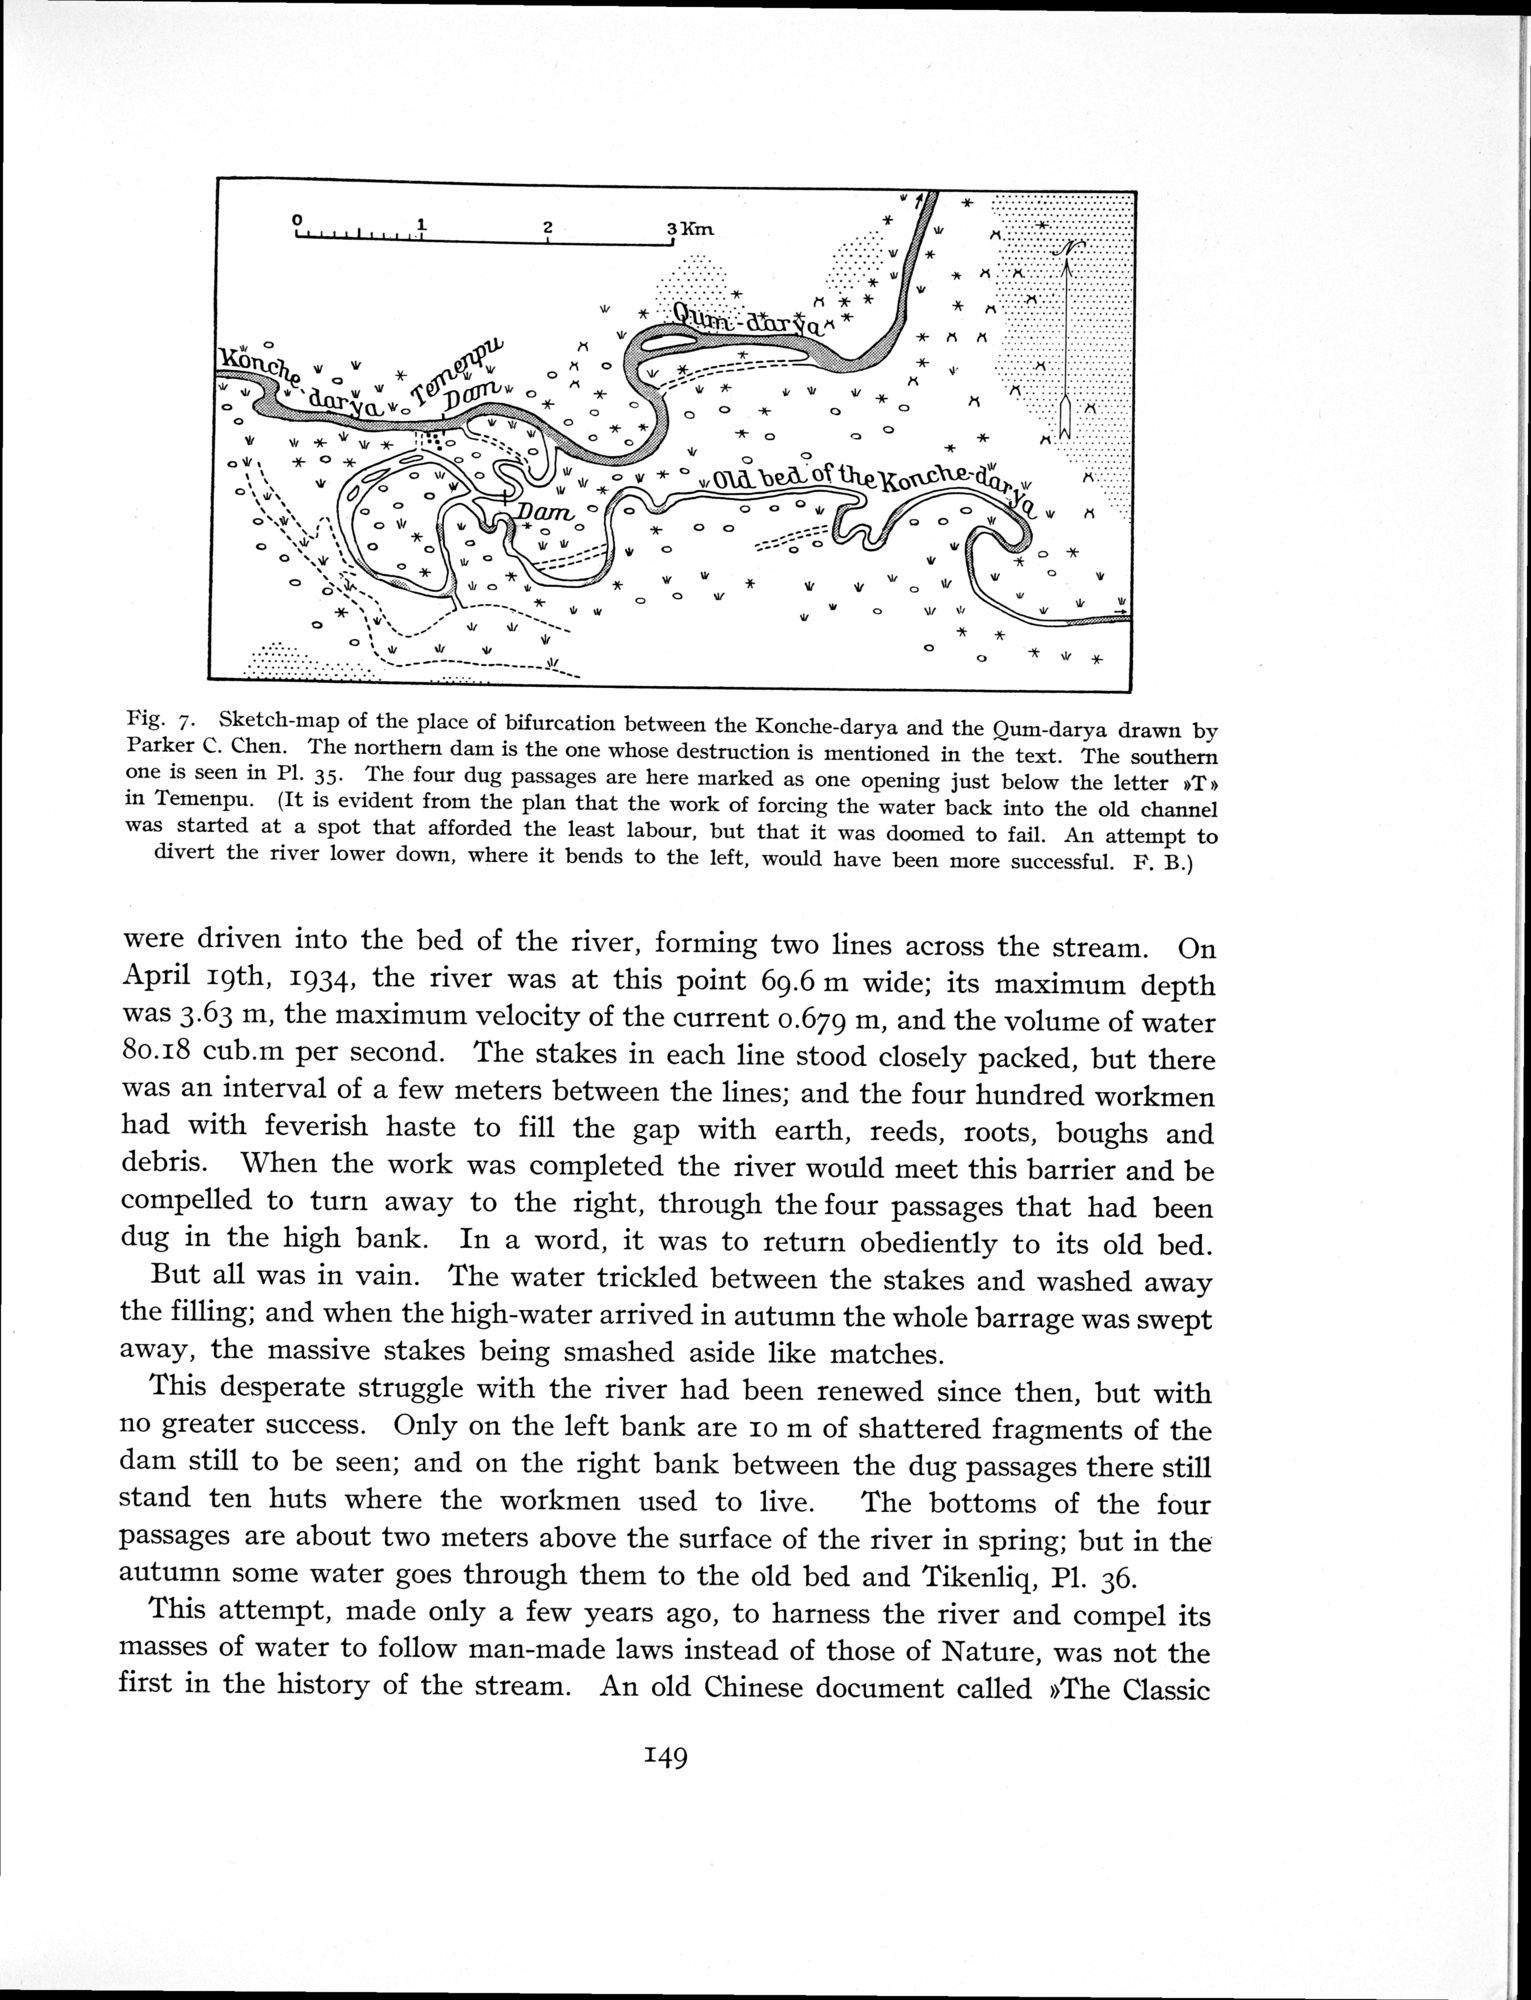 0 1 2 3 Km
N
Qum-darya
Konche-darya
Temenpu
Dam
Old bed of the Konche-darya
Dam
Fig. 7. Sketch-map of the place of bifurcation between the Konche-darya and the Qum-darya drawn by
Parker C. Chen. The northern dam is the one whose destruction is mentioned in the text. The southern
one is seen in Pl. 35. The four dug passages are here marked as one opening just below the letter »T»
in Temenpu. (It is evident from the plan that the work of forcing the water back into the old channel
was started at a spot that afforded the least labour, but that it was doomed to fail. An attempt to
divert the river lower down, where it bends to the left, would have been more successful. F. B.)
were driven into the bed of the river, forming two lines across the stream. On
April 19th, 1934, the river was at this point 69.6 m wide; its maximum depth
was 3.63 m, the maximum velocity of the current 0.679 m, and the volume of water
80.18 cub.m per second. The stakes in each line stood closely packed, but there
was an interval of a few meters between the lines; and the four hundred workmen
had with feverish haste to fill the gap with earth, reeds, roots, boughs and
debris. When the work was completed the river would meet this barrier and be
compelled to turn away to the right, through the four passages that had been
dug in the high bank. In a word, it was to return obediently to its old bed.
But all was in vain. The water trickled between the stakes and washed away
the filling; and when the high-water arrived in autumn the whole barrage was swept
away, the massive stakes being smashed aside like matches.
This desperate struggle with the river had been renewed since then, but with
no greater success. Only on the left bank are 10 m of shattered fragments of the
dam still to be seen; and on the right bank between the dug passages there still
stand ten huts where the workmen used to live. The bottoms of the four
passages are about two meters above the surface of the river in spring; but in the
autumn some water goes through them to the old bed and Tikenliq, Pl. 36.
This attempt, made only a few years ago, to harness the river and compel its
masses of water to follow man-made laws instead of those of Nature, was not the
first in the history of the stream. An old Chinese document called »The Classic
149